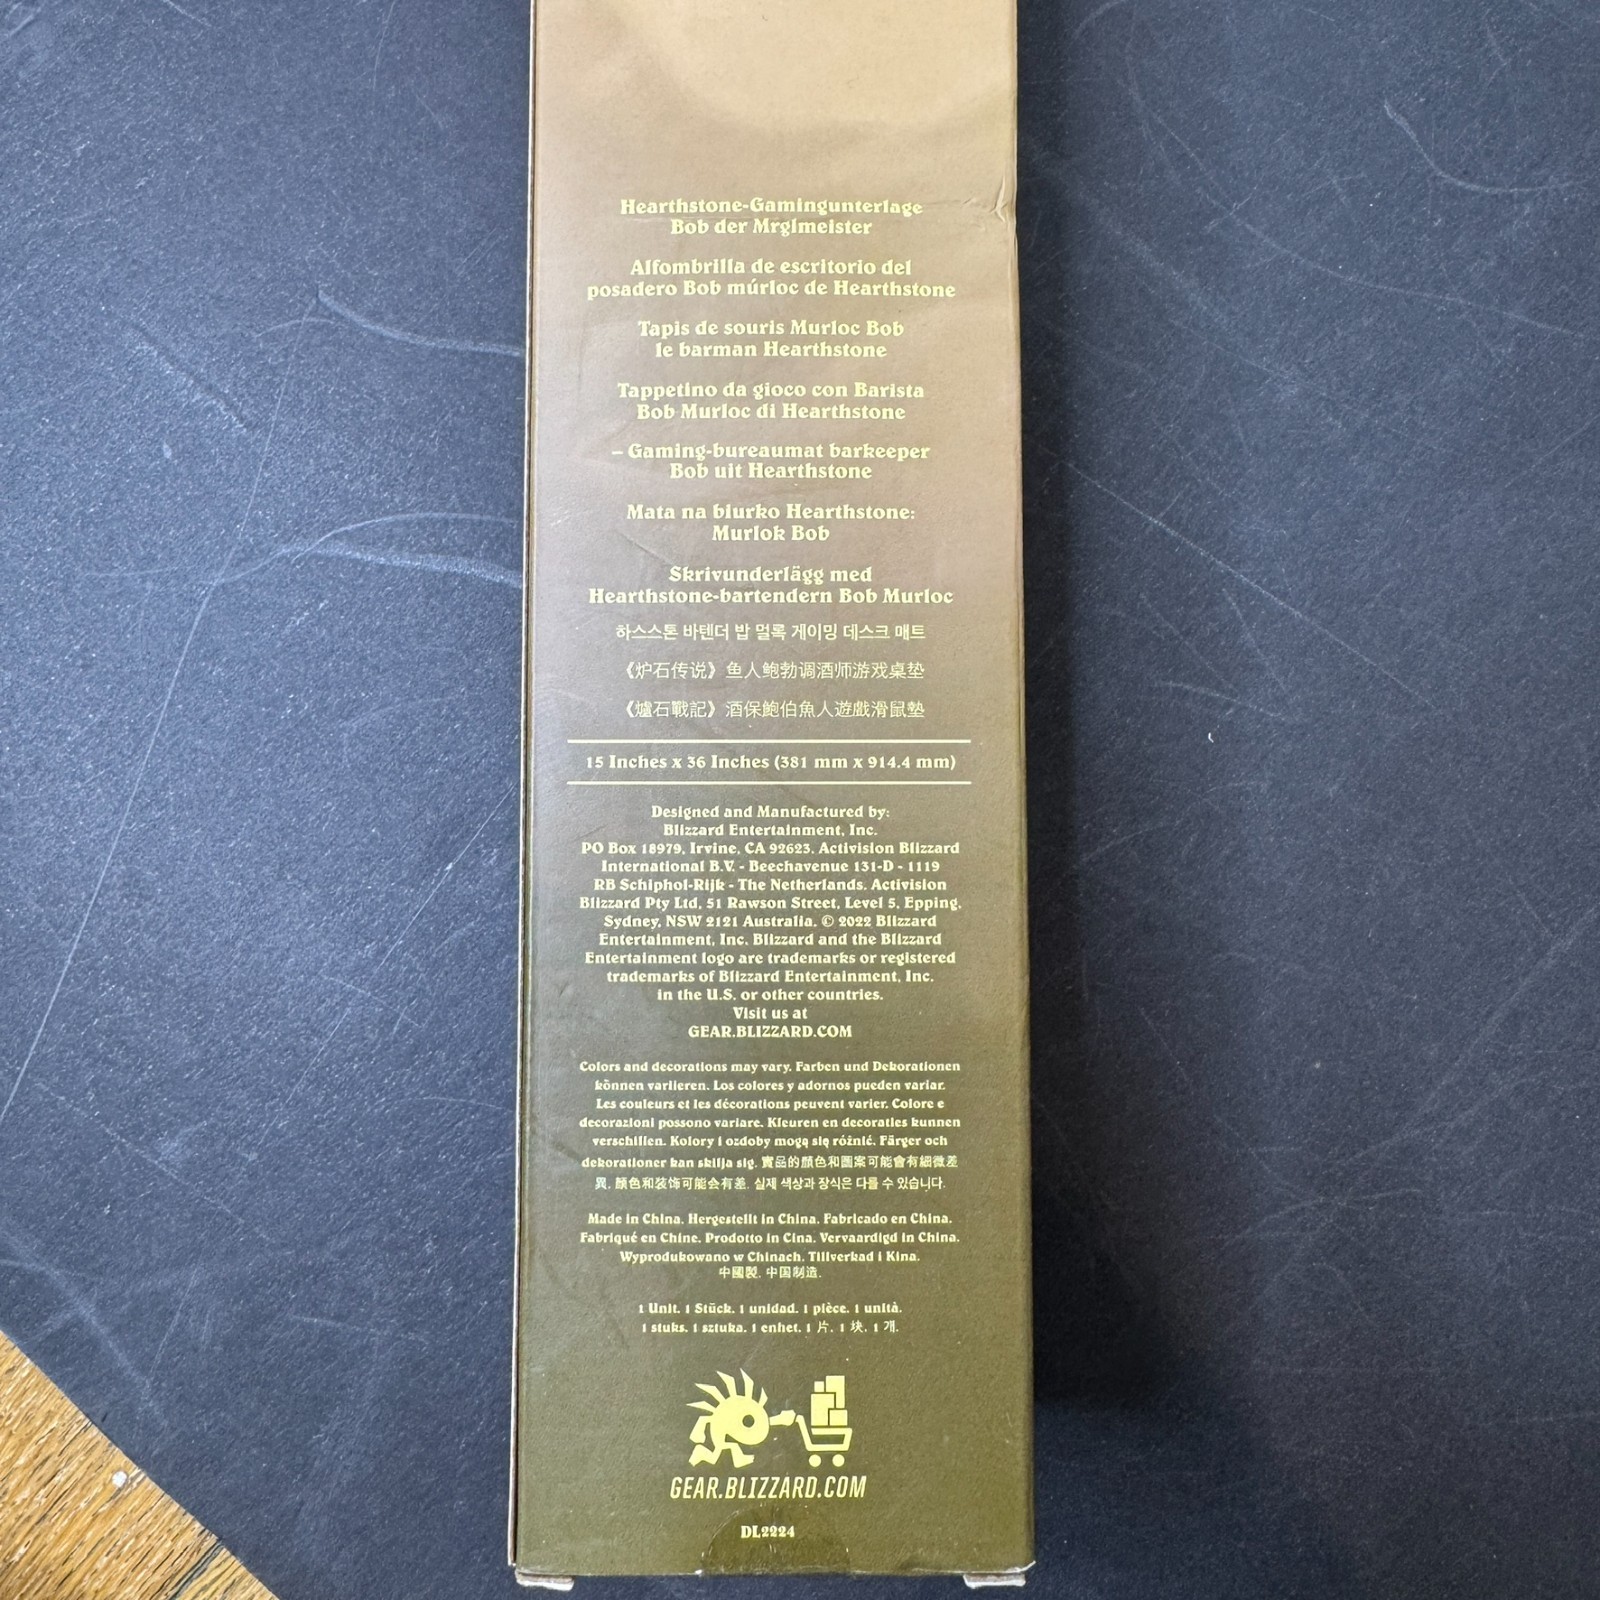 Hearthstone-Gamingunterlage
Bob der Mrglmeister
Alfombrilla de escritorio del
posadero Bob múrloc de Hearthstone
Tapis de souris Murloc Bob
le barman Hearthstone
Tappetino da gioco con Barista
Bob Murloc di Hearthstone
– Gaming-bureaumat barkeeper
Bob uit Hearthstone
Mata na biurko Hearthstone:
Murlok Bob
Skrivunderlägg med
Hearthstone-bartendern Bob Murloc
하스스톤 바텐더 밥 멀록 게이밍 데스크 매트
《炉石传说》鱼人鲍勃调酒师游戏桌垫
《爐石戰記》酒保鮑伯魚人遊戲滑鼠墊
15 Inches x 36 Inches (381 mm x 914.4 mm)
Designed and Manufactured by:
Blizzard Entertainment, Inc.
PO Box 18979, Irvine, CA 92623. Activision Blizzard
International B.V. - Beechavenue 131-D - 1119
RB Schiphol-Rijk - The Netherlands. Activision
Blizzard Pty Ltd, 51 Rawson Street, Level 5, Epping,
Sydney, NSW 2121 Australia. © 2022 Blizzard
Entertainment, Inc. Blizzard and the Blizzard
Entertainment logo are trademarks or registered
trademarks of Blizzard Entertainment, Inc.
in the U.S. or other countries.
Visit us at
GEAR.BLIZZARD.COM
Colors and decorations may vary. Farben und Dekorationen
können variieren. Los colores y adornos pueden variar.
Les couleurs et les décorations peuvent varier. Colore e
decorazioni possono variare. Kleuren en decoraties kunnen
verschillen. Kolory i ozdoby mogą się różnić. Färger och
dekorationer kan skilja sig. 實品的顏色和圖案可能會有細微差
異. 颜色和装饰可能会有差. 실제 색상과 장식은 다를 수 있습니다.
Made in China. Hergestellt in China. Fabricado en China.
Fabriqué en Chine. Prodotto in Cina. Vervaardigd in China.
Wyprodukowano w Chinach. Tillverkad i Kina.
中國製. 中国制造.
1 Unit. 1 Stück. 1 unidad. 1 pièce. 1 unità.
1 stuks. 1 sztuka. 1 enhet. 1 片. 1 块. 1 개.
GEAR.BLIZZARD.COM
DL2224